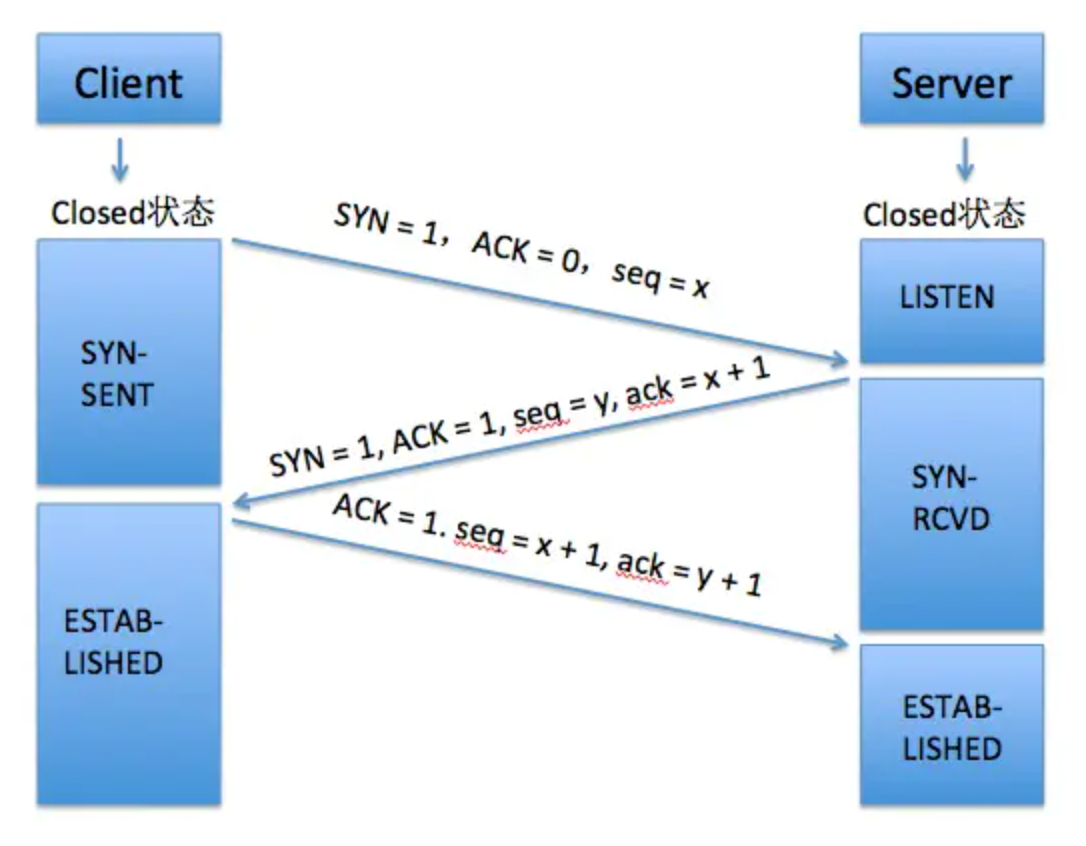 Client
Server
Closed状态
Closed状态
SYN = 1，ACK = 0，seq = x
LISTEN
SYN-
SENT
SYN = 1, ACK = 1, seq = y, ack = x + 1
SYN-
RCVD
ACK = 1. seq = x + 1, ack = y + 1
ESTAB-
LISHED
ESTAB-
LISHED